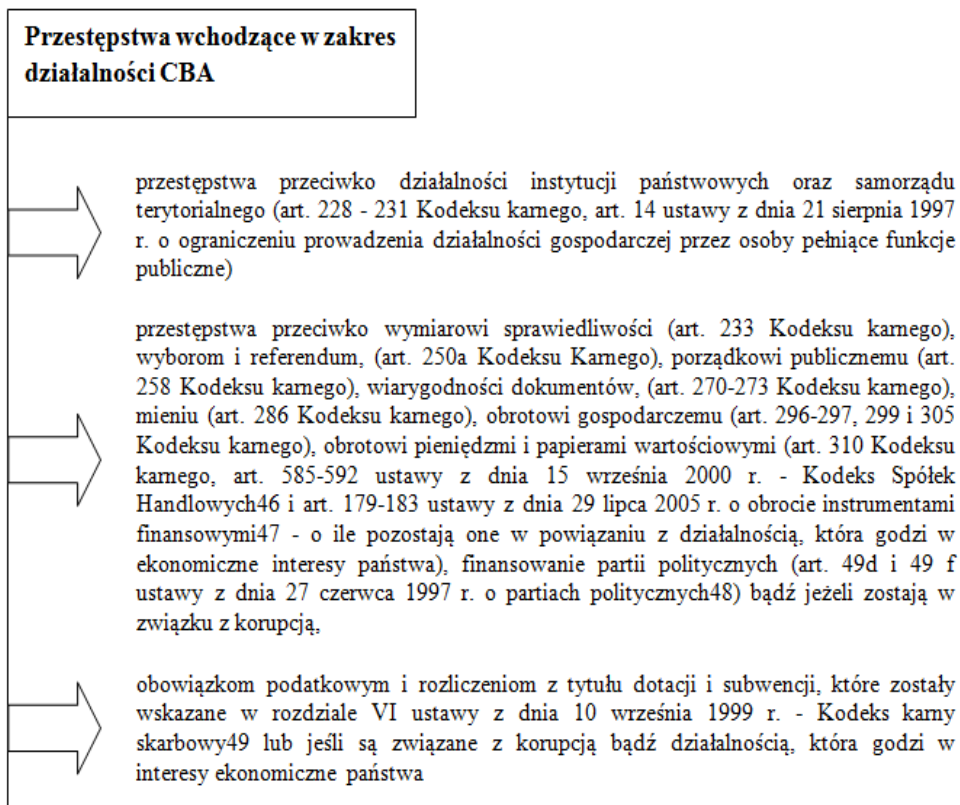 Przestępstwa wchodzące w zakres
działalności CBA
przestępstwa przeciwko działalności instytucji państwowych oraz samorządu
terytorialnego (art. 228 - 231 Kodeksu karnego, art. 14 ustawy z dnia 21 sierpnia 1997
r. o ograniczeniu prowadzenia działalności gospodarczej przez osoby pełniące funkcje
publiczne)
przestępstwa przeciwko wymiarowi sprawiedliwości (art. 233 Kodeksu karnego),
wyborom i referendum, (art. 250a Kodeksu Karnego), porządkowi publicznemu (art.
258 Kodeksu karnego), wiarygodności dokumentów, (art. 270-273 Kodeksu karnego),
mieniu (art. 286 Kodeksu karnego), obrotowi gospodarczemu (art. 296-297, 299 i 305
Kodeksu karnego), obrotowi pieniędzmi i papierami wartościowymi (art. 310 Kodeksu
karnego, art. 585-592 ustawy z dnia 15 września 2000 r. - Kodeks Spółek
Handlowych46 i art. 179-183 ustawy z dnia 29 lipca 2005 r. o obrocie instrumentami
finansowymi47 - o ile pozostają one w powiązaniu z działalnością, która godzi w
ekonomiczne interesy państwa), finansowanie partii politycznych (art. 49d i 49 f
ustawy z dnia 27 czerwca 1997 r. o partiach politycznych48) bądź jeżeli zostają w
związku z korupcją,
obowiązkom podatkowym i rozliczeniom z tytułu dotacji i subwencji, które zostały
wskazane w rozdziale VI ustawy z dnia 10 września 1999 r. - Kodeks karny
skarbowy49 lub jeśli są związane z korupcją bądź działalnością, która godzi w
interesy ekonomiczne państwa